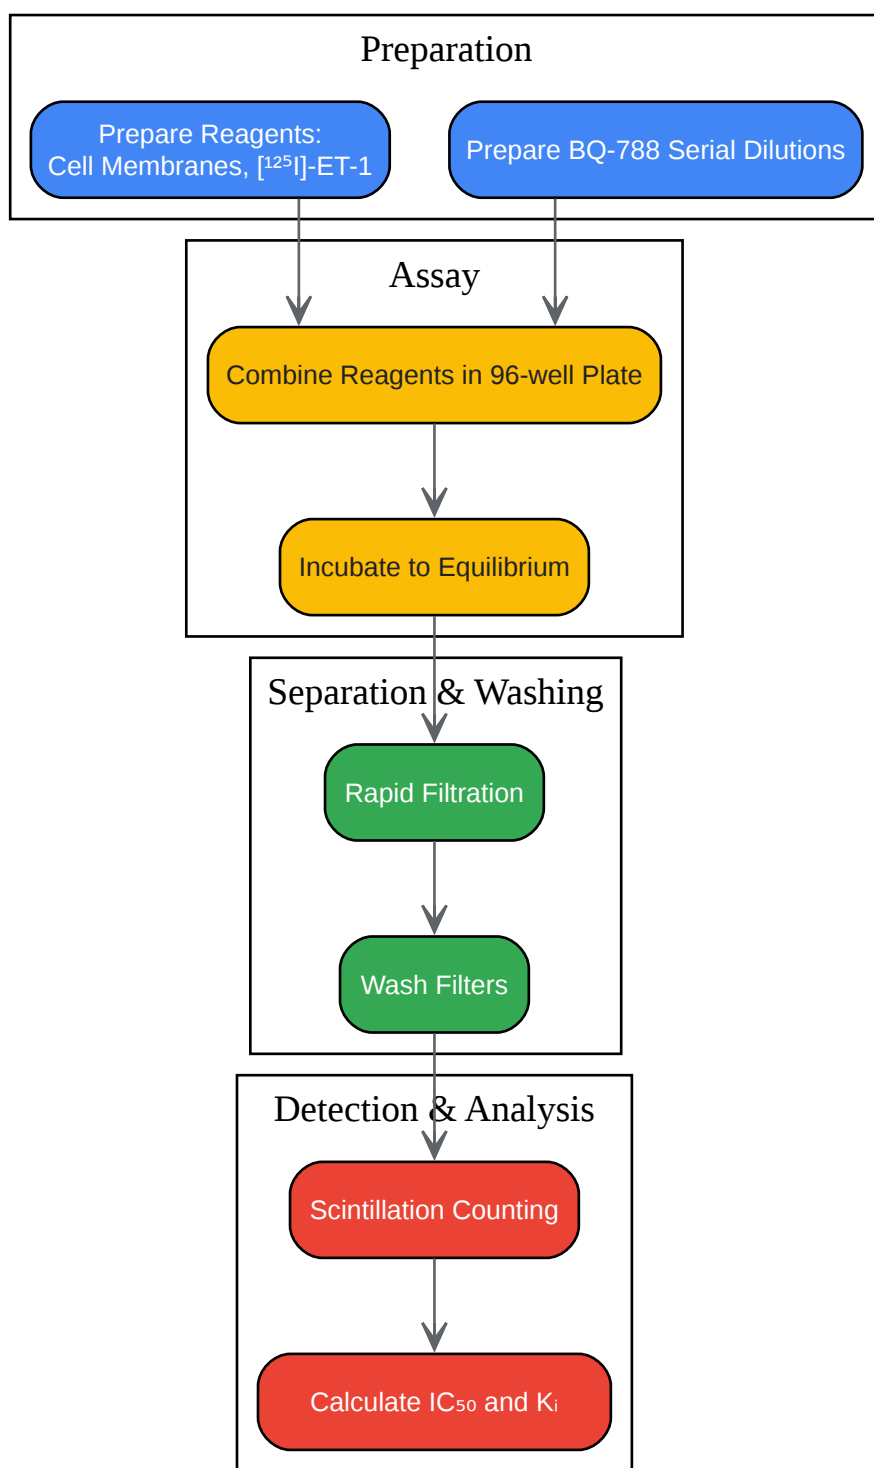 Preparation
Prepare Reagents:
Cell Membranes, [¹²⁵I]-ET-1
Prepare BQ-788 Serial Dilutions
Assay
Combine Reagents in 96-well Plate
Incubate to Equilibrium
Separation & Washing
Rapid Filtration
Wash Filters
Detection & Analysis
Scintillation Counting
Calculate IC₅₀ and Kᵢ